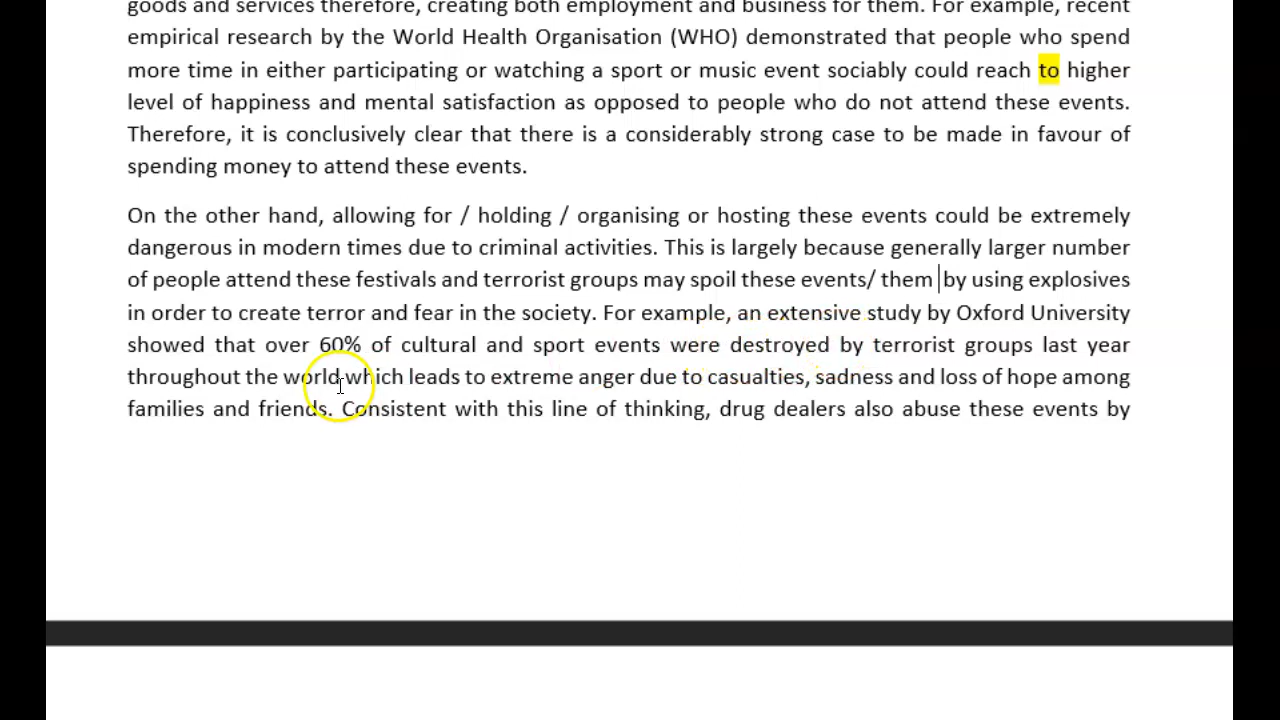 goods and services therefore, creating both employment and business for them. For example, recent
empirical research by the World Health Organisation (WHO) demonstrated that people who spend
more time in either participating or watching a sport or music event sociably could reach to higher
level of happiness and mental satisfaction as opposed to people who do not attend these events.
Therefore, it is conclusively clear that there is a considerably strong case to be made in favour of
spending money to attend these events.
On the other hand, allowing for / holding / organising or hosting these events could be extremely
dangerous in modern times due to criminal activities. This is largely because generally larger number
of people attend these festivals and terrorist groups may spoil these events/ them by using explosives
in order to create terror and fear in the society. For example, an extensive study by Oxford University
showed that over 60% of cultural and sport events were destroyed by terrorist groups last year
throughout the world which leads to extreme anger due to casualties, sadness and loss of hope among
families and friends. Consistent with this line of thinking, drug dealers also abuse these events by